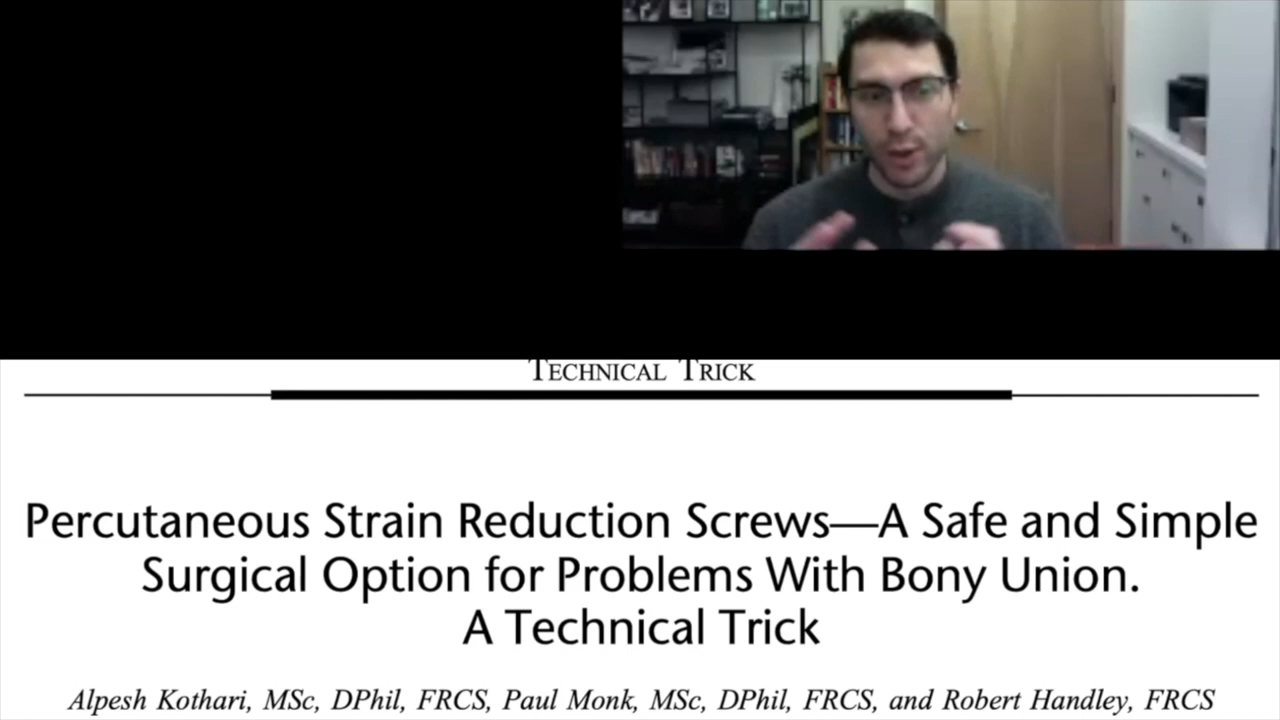 TECHNICAL TRICK
Percutaneous Strain Reduction Screws—A Safe and Simple
Surgical Option for Problems With Bony Union.
A Technical Trick
Alpesh Kothari, MSc, DPhil, FRCS, Paul Monk, MSc, DPhil, FRCS, and Robert Handley, FRCS